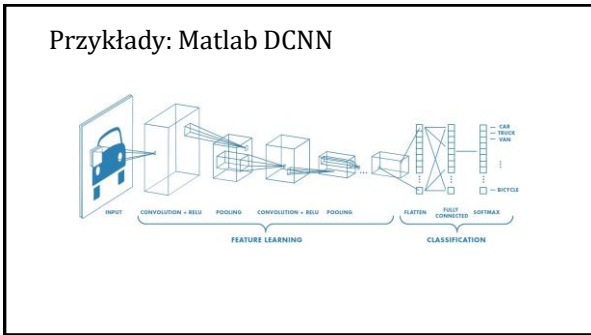 Przykłady: Matlab DCNN
CAR
TRUCK
VAN
BICYCLE
INPUT CONVOLUTION + RELU POOLING CONVOLUTION + RELU POOLING FLATTEN FULLY CONNECTED SOFTMAX
FEATURE LEARNING CLASSIFICATION